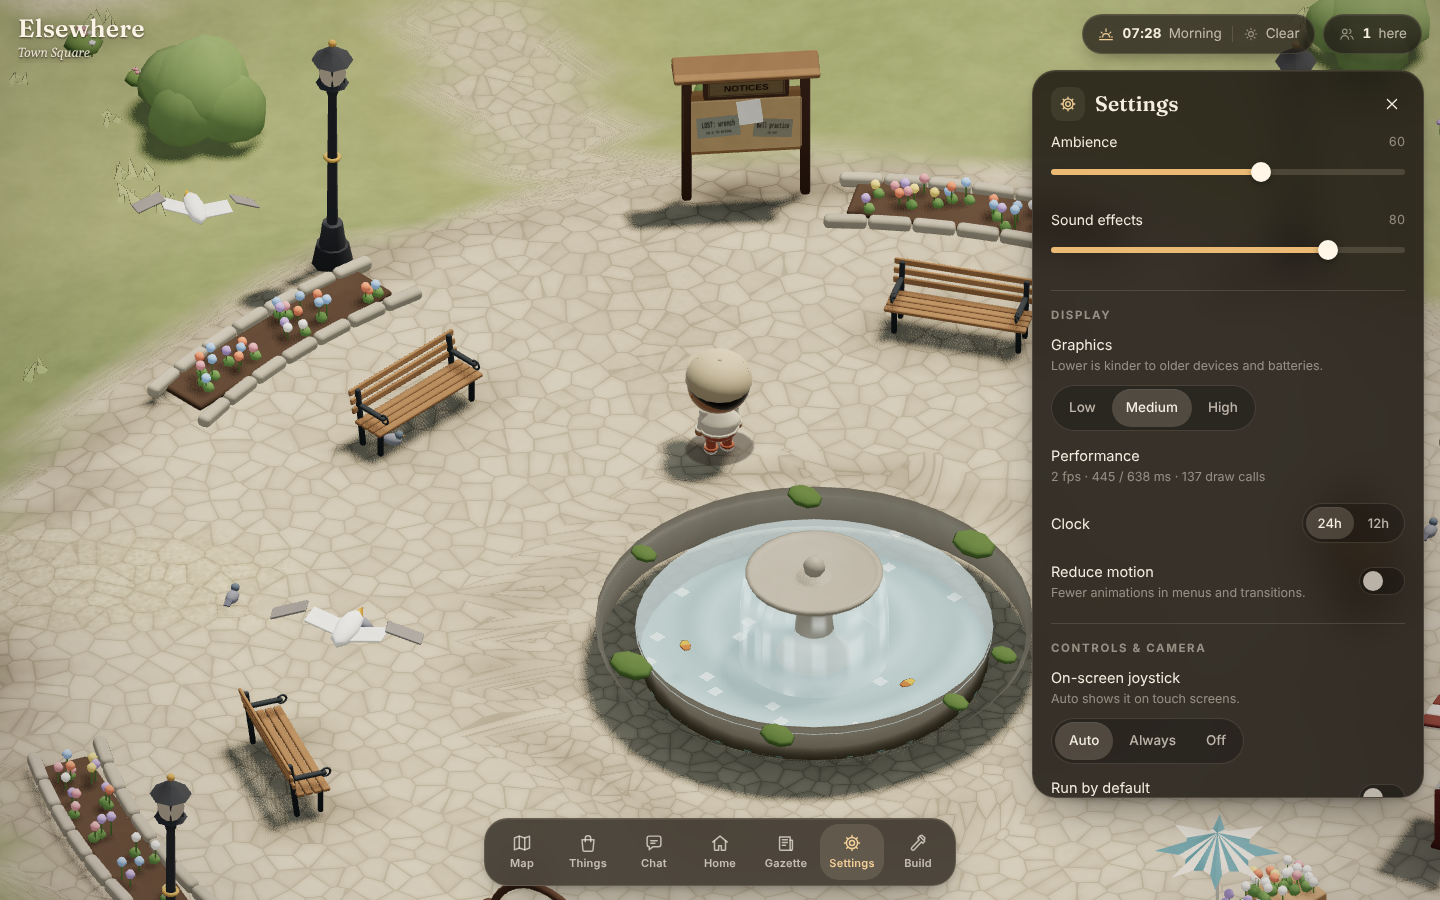 Elsewhere
Town Square
07:28 Morning
Clear
1 here
NOTICES
LOST: wrench
Bell practice
Settings
Ambience 60
Sound effects 80
DISPLAY
Graphics
Lower is kinder to older devices and batteries.
Low Medium High
Performance
2 fps · 445 / 638 ms · 137 draw calls
Clock 24h 12h
Reduce motion
Fewer animations in menus and transitions.
CONTROLS & CAMERA
On-screen joystick
Auto shows it on touch screens.
Auto Always Off
Run by default
Map Things Chat Home Gazette Settings Build